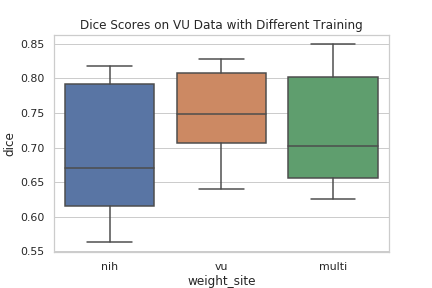 Dice Scores on VU Data with Different Training
0.85
0.80
0.75
0.70
0.65
0.60
0.55
dice
nih vu multi
weight_site